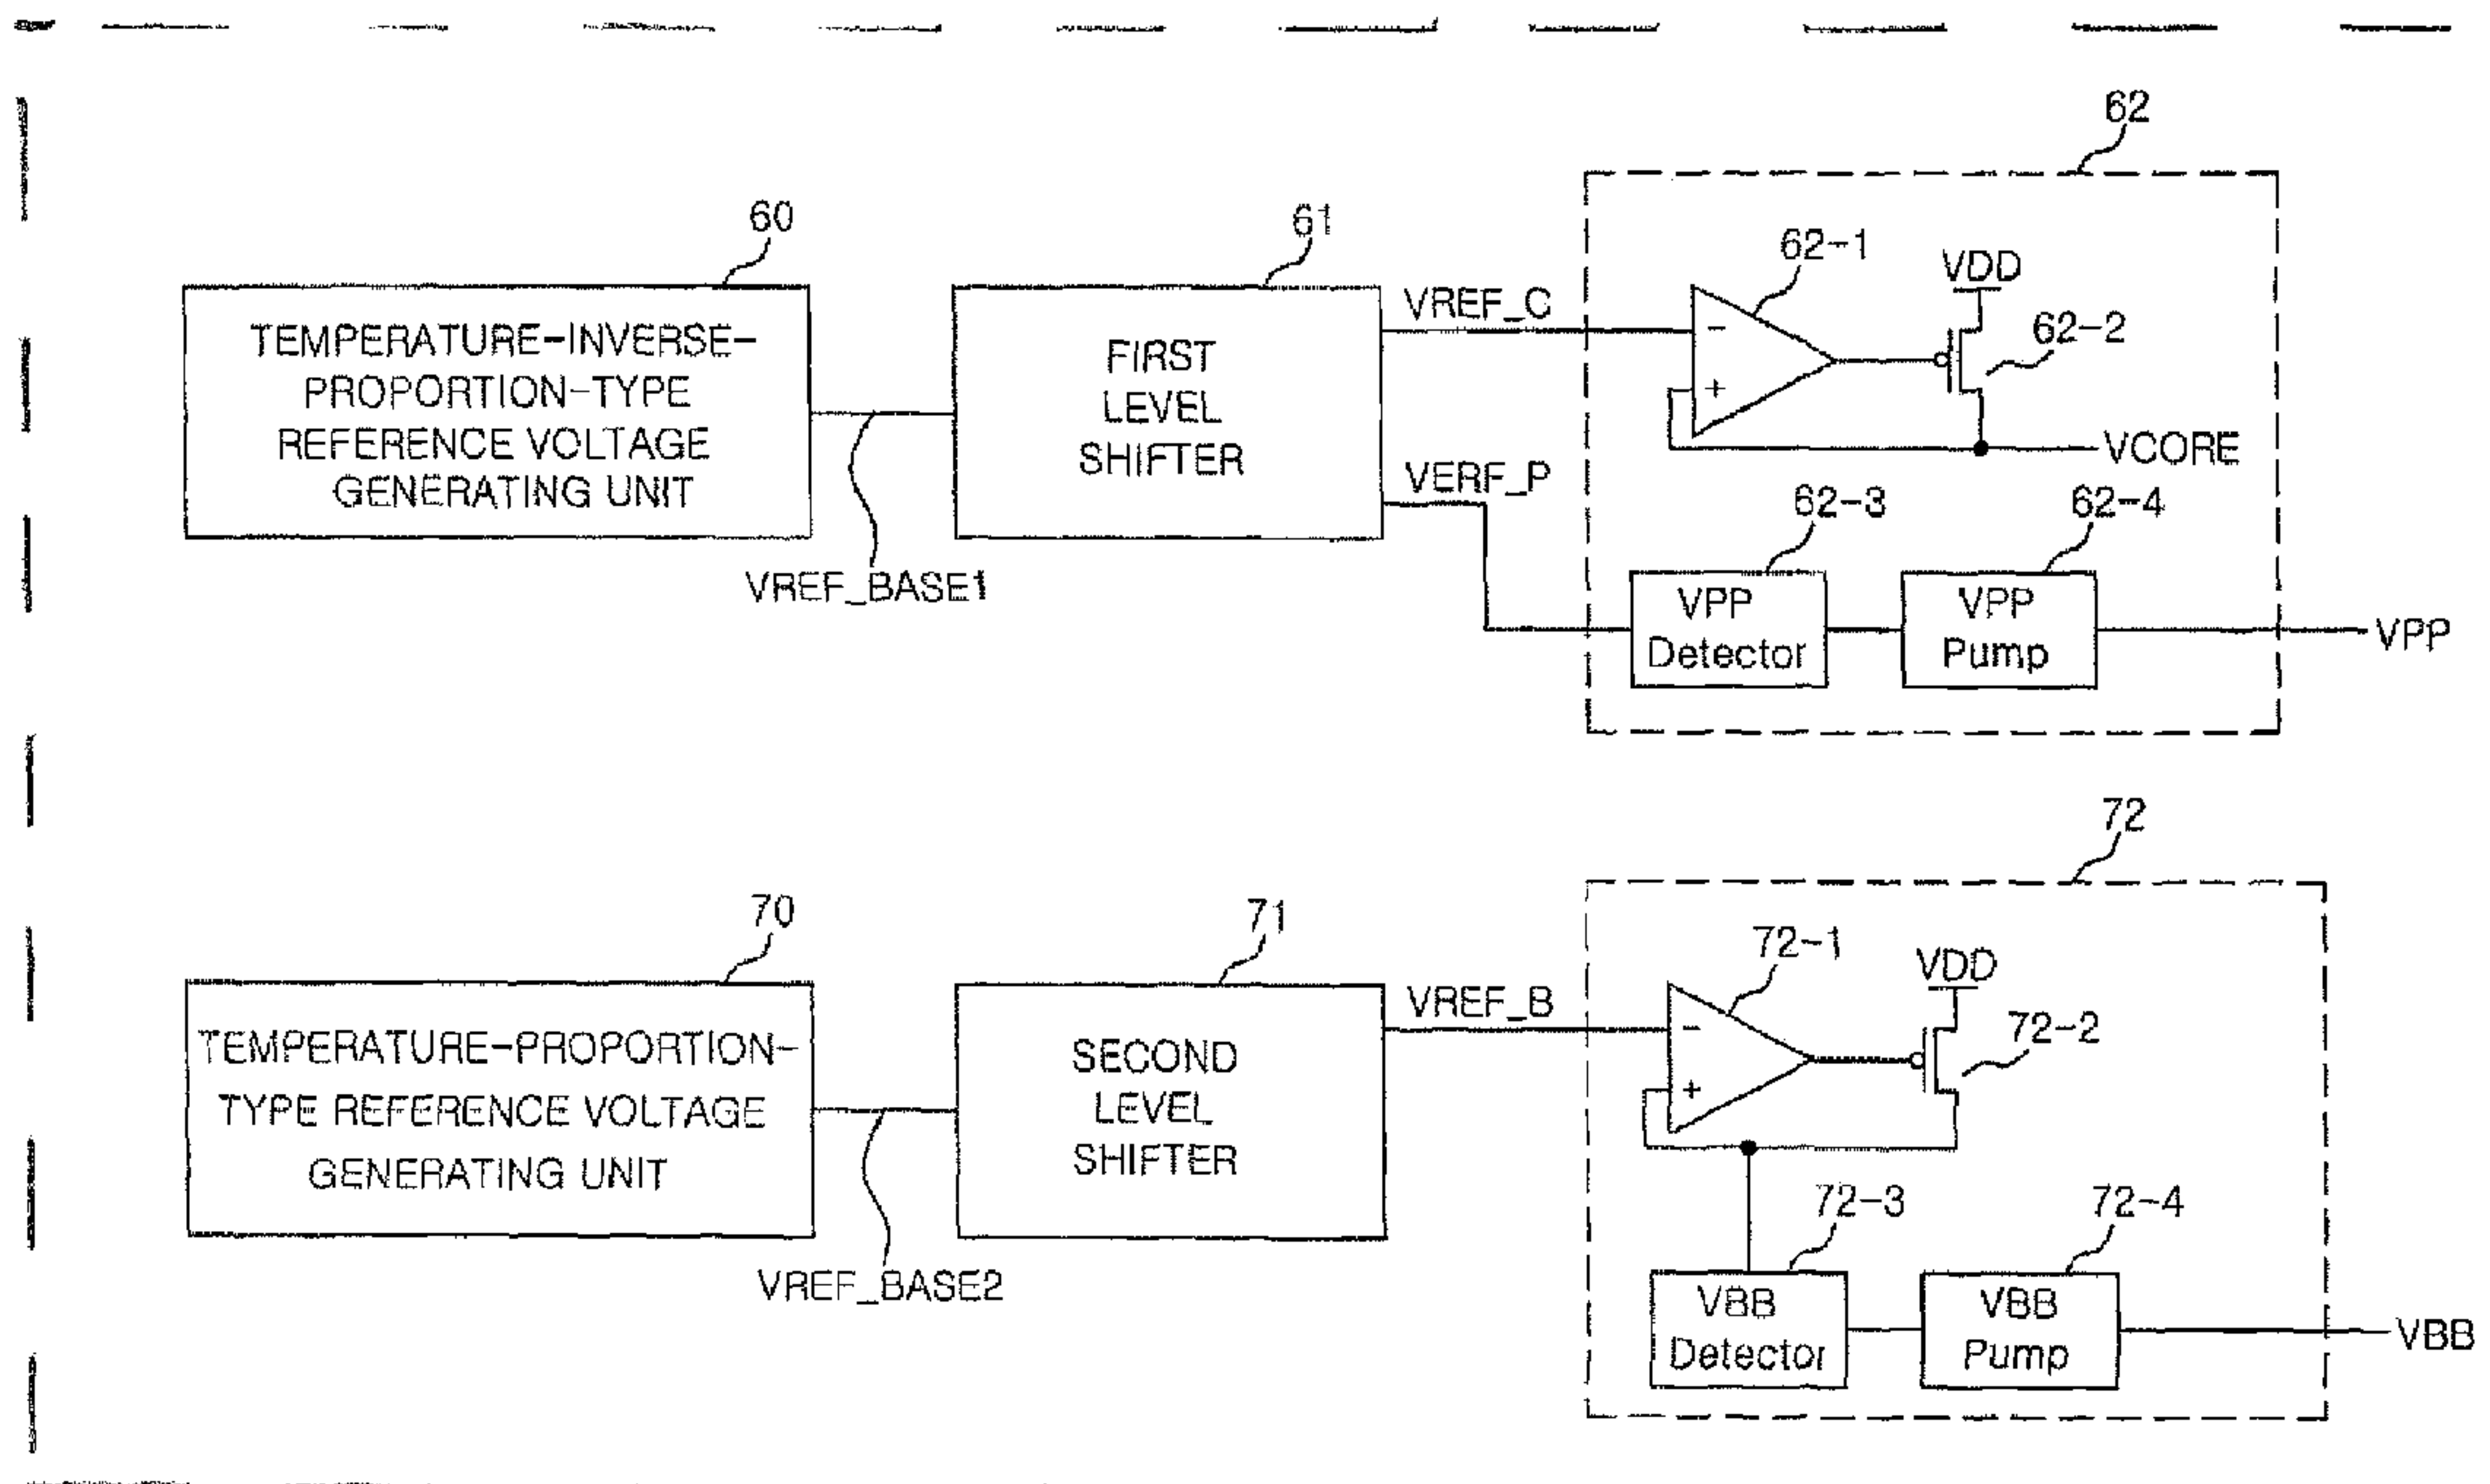 62
60
61
62-1
VDD
62-2
TEMPERATURE-INVERSE-
PROPORTION-TYPE
REFERENCE VOLTAGE
GENERATING UNIT
FIRST
LEVEL
SHIFTER
VREF_C
-
+
VCORE
VERF_P
62-3
62-4
VREF_BASE1
VPP
Detector
VPP
Pump
VPP
72
70
71
72-1
VDD
72-2
TEMPERATURE-PROPORTION-
TYPE REFERENCE VOLTAGE
GENERATING UNIT
SECOND
LEVEL
SHIFTER
VREF_B
-
+
72-3
72-4
VREF_BASE2
VBB
Detector
VBB
Pump
VBB